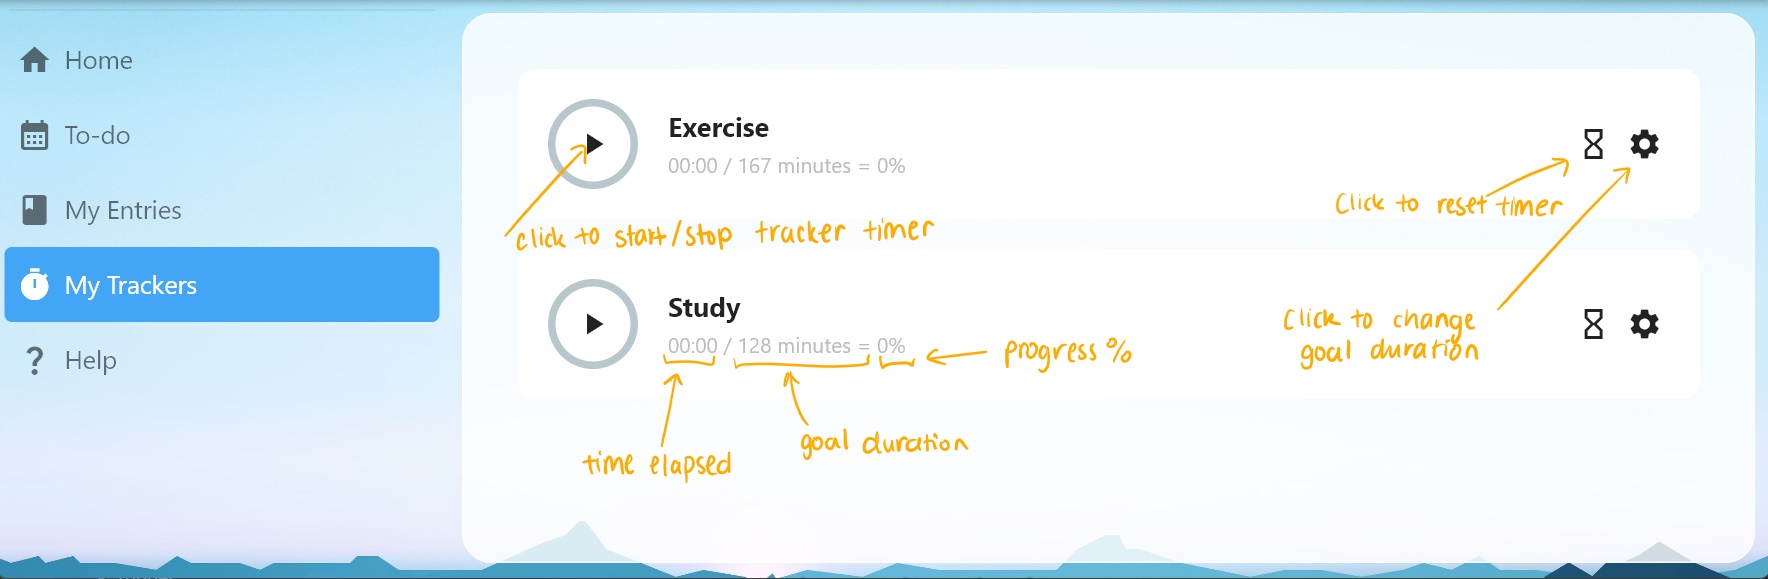 Home
To-do
My Entries
My Trackers
Help
Exercise
00:00 / 167 minutes = 0%
click to start/stop tracker timer
Click to reset timer
Study
00:00 / 128 minutes = 0%
progress %
Click to change
goal duration
time elapsed
goal duration